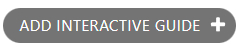 ADD INTERACTIVE GUIDE +